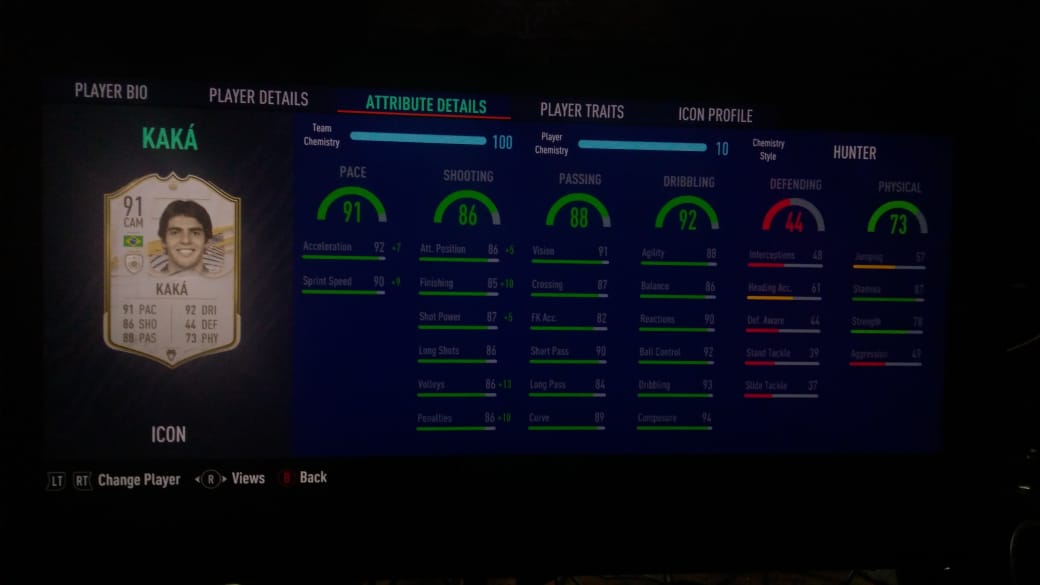 PLAYER BIO PLAYER DETAILS ATTRIBUTE DETAILS PLAYER TRAITS ICON PROFILE
KAKÁ
Team Chemistry 100 Player Chemistry 10 Chemistry Style HUNTER
91
CAM
KAKÁ
91 PAC 92 DRI
86 SHO 44 DEF
88 PAS 73 PHY
ICON
PACE
91
Acceleration 92 +7
Sprint Speed 90 +9
SHOOTING
86
Att. Position 86 +5
Finishing 85 +10
Shot Power 87 +5
Long Shots 86
Volleys 86 +13
Penalties 86 +10
PASSING
88
Vision 91
Crossing 87
FK Acc. 82
Short Pass 90
Long Pass 84
Curve 89
DRIBBLING
92
Agility 88
Balance 86
Reactions 90
Ball Control 92
Dribbling 93
Composure 94
DEFENDING
44
Interceptions 48
Heading Acc. 61
Def. Aware 44
Stand Tackle 39
Slide Tackle 37
PHYSICAL
73
Jumping 57
Stamina 87
Strength 78
Aggression 49
LT RT Change Player R Views B Back